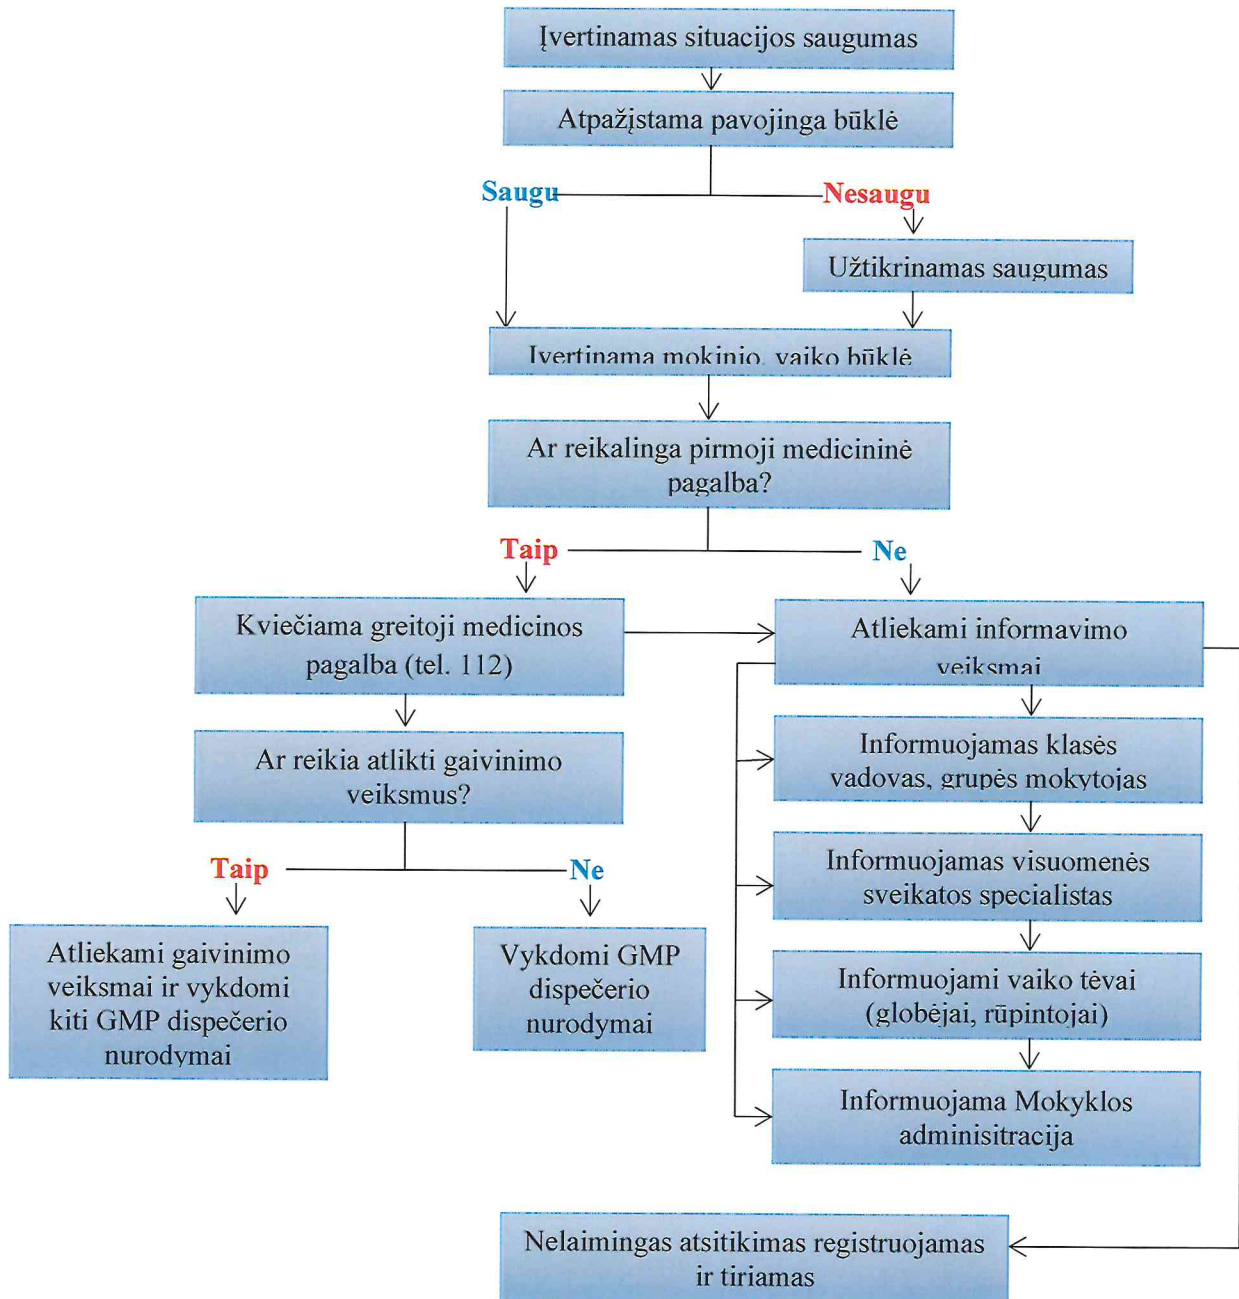 Įvertinamas situacijos saugumas
Atpažįstama pavojinga būklė
Saugu
Nesaugu
Užtikrinamas saugumas
Įvertinama mokinio, vaiko būklė
Ar reikalinga pirmoji medicininė
pagalba?
Taip
Ne
Kviečiama greitoji medicinos
pagalba (tel. 112)
Atliekami informavimo
veiksmai
Ar reikia atlikti gaivinimo
veiksmus?
Informuojamas klasės
vadovas, grupės mokytojas
Taip
Ne
Informuojamas visuomenės
sveikatos specialistas
Atliekami gaivinimo
veiksmai ir vykdomi
kiti GMP dispečerio
nurodymai
Vykdomi GMP
dispečerio
nurodymai
Informuojami vaiko tėvai
(globėjai, rūpintojai)
Informuojama Mokyklos
adminisitracija
Nelaimingas atsitikimas registruojamas
ir tiriamas